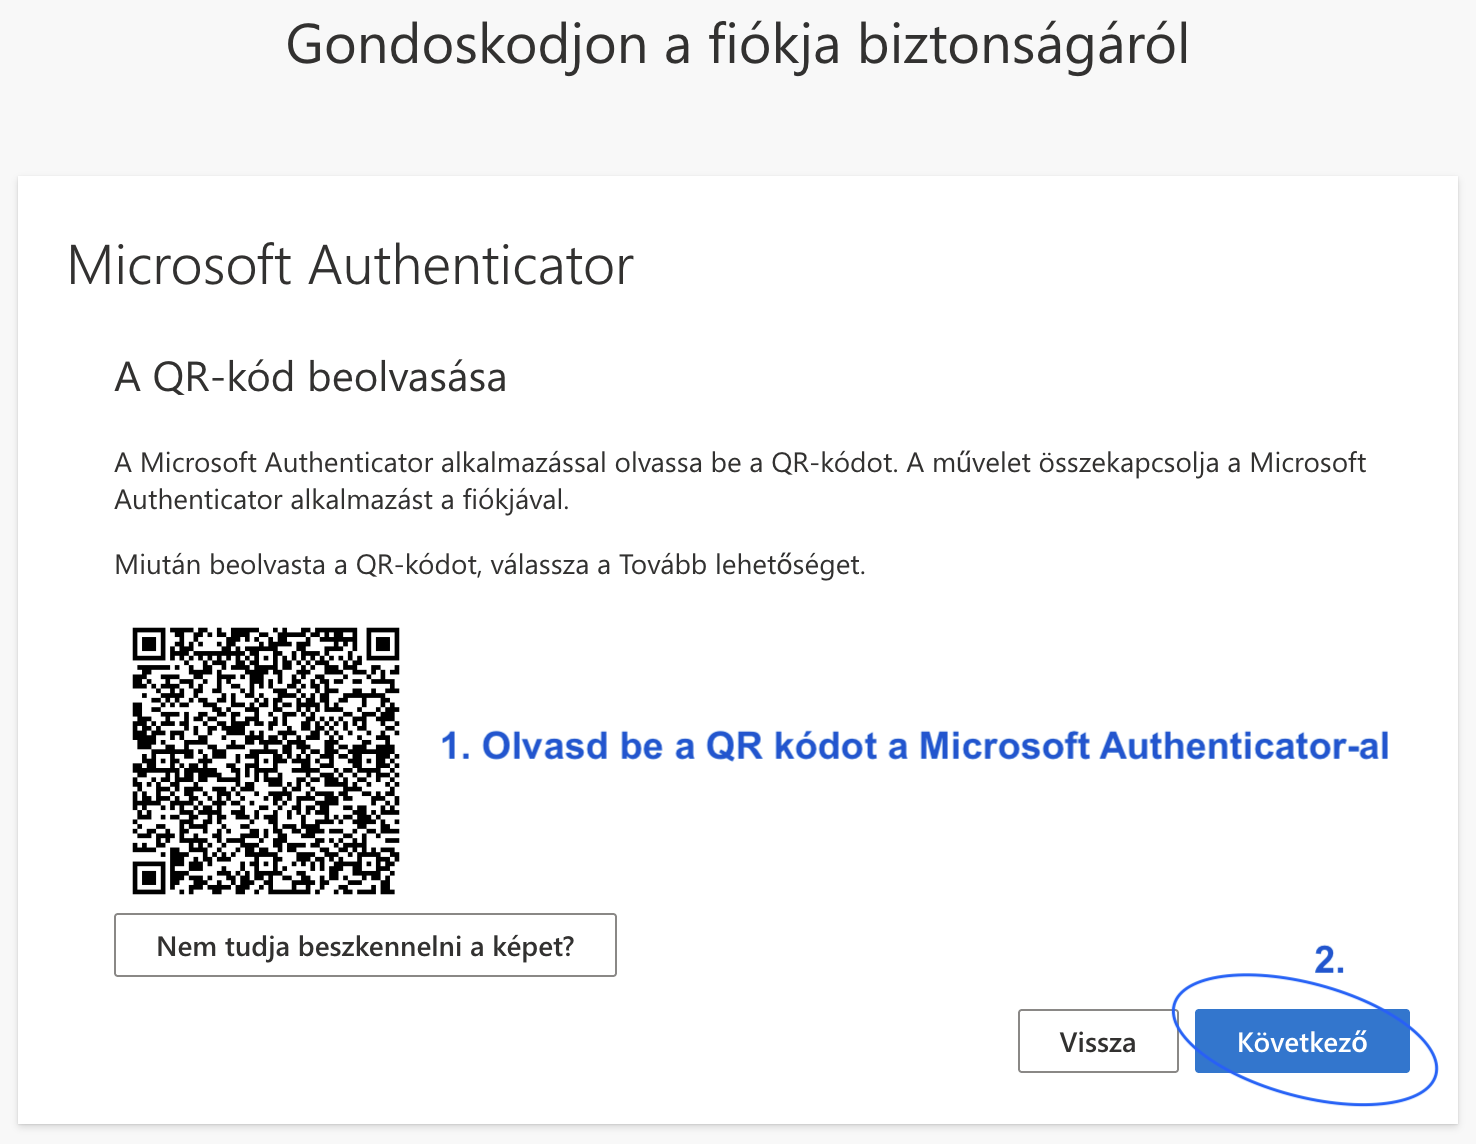 Gondoskodjon a fiókja biztonságáról
Microsoft Authenticator
A QR-kód beolvasása
A Microsoft Authenticator alkalmazással olvassa be a QR-kódot. A művelet összekapcsolja a Microsoft
Authenticator alkalmazást a fiókjával.
Miután beolvasta a QR-kódot, válassza a Tovább lehetőséget.
1. Olvasd be a QR kódot a Microsoft Authenticator-al
Nem tudja beszkennelni a képet?
2.
Vissza
Következő